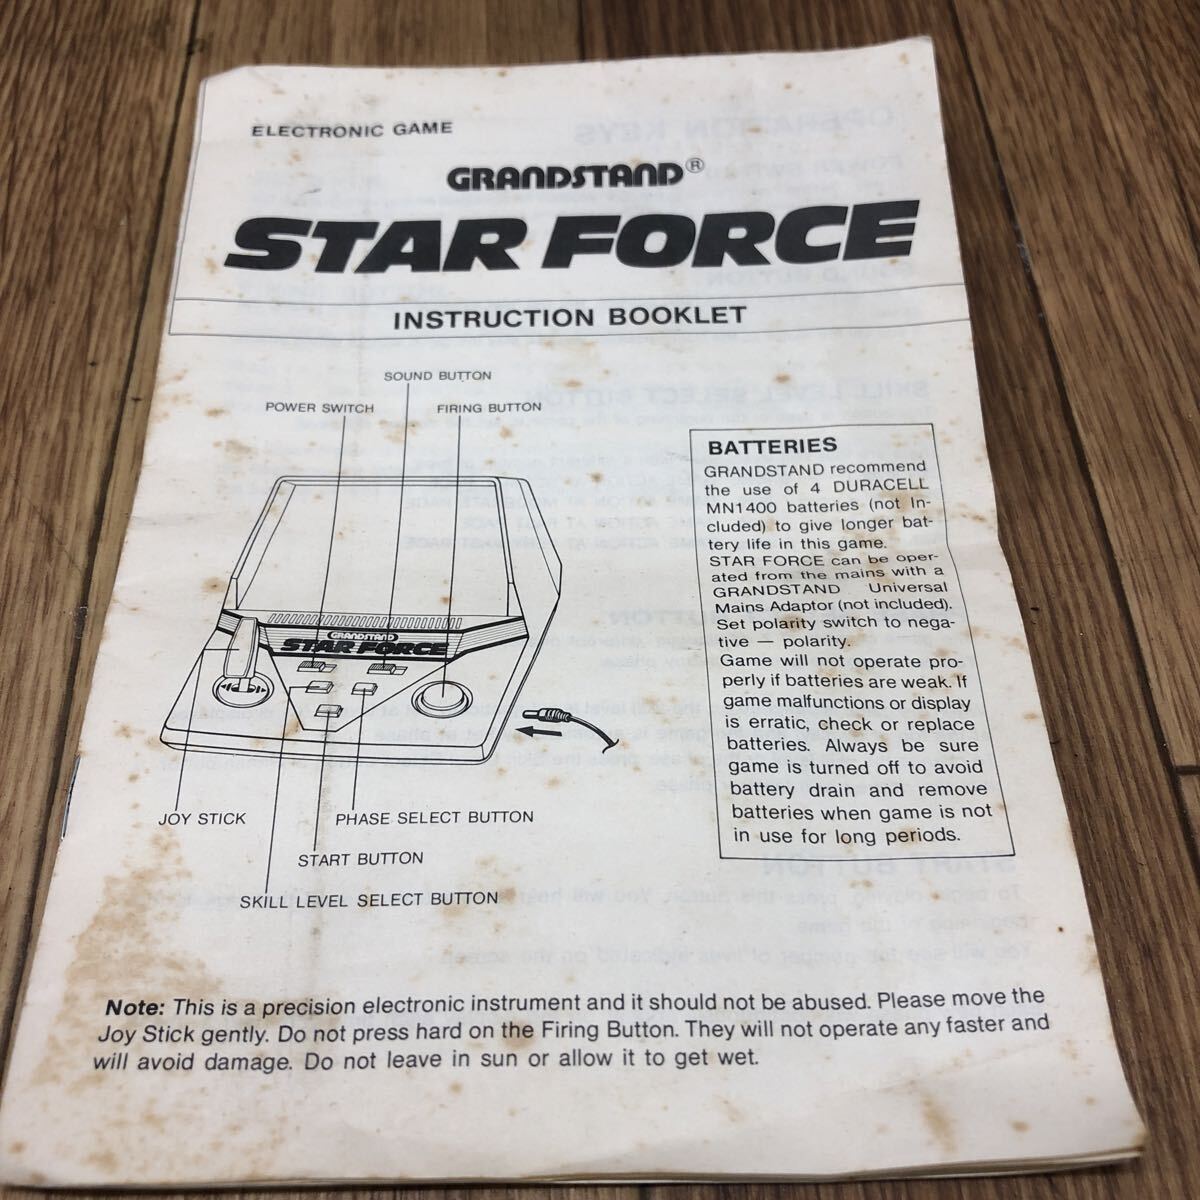 ELECTRONIC GAME
GRANDSTAND®
STAR FORCE
INSTRUCTION BOOKLET
SOUND BUTTON
POWER SWITCH
FIRING BUTTON
GRANDSTAND
STAR FORCE
JOY STICK
PHASE SELECT BUTTON
START BUTTON
SKILL LEVEL SELECT BUTTON
BATTERIES
GRANDSTAND recommend
the use of 4 DURACELL
MN1400 batteries (not In-
cluded) to give longer bat-
tery life in this game.
STAR FORCE can be oper-
ated from the mains with a
GRANDSTAND Universal
Mains Adaptor (not included).
Set polarity switch to nega-
tive — polarity.
Game will not operate pro-
perly if batteries are weak. If
game malfunctions or display
is erratic, check or replace
batteries. Always be sure
game is turned off to avoid
battery drain and remove
batteries when game is not
in use for long periods.
Note: This is a precision electronic instrument and it should not be abused. Please move the
Joy Stick gently. Do not press hard on the Firing Button. They will not operate any faster and
will avoid damage. Do not leave in sun or allow it to get wet.